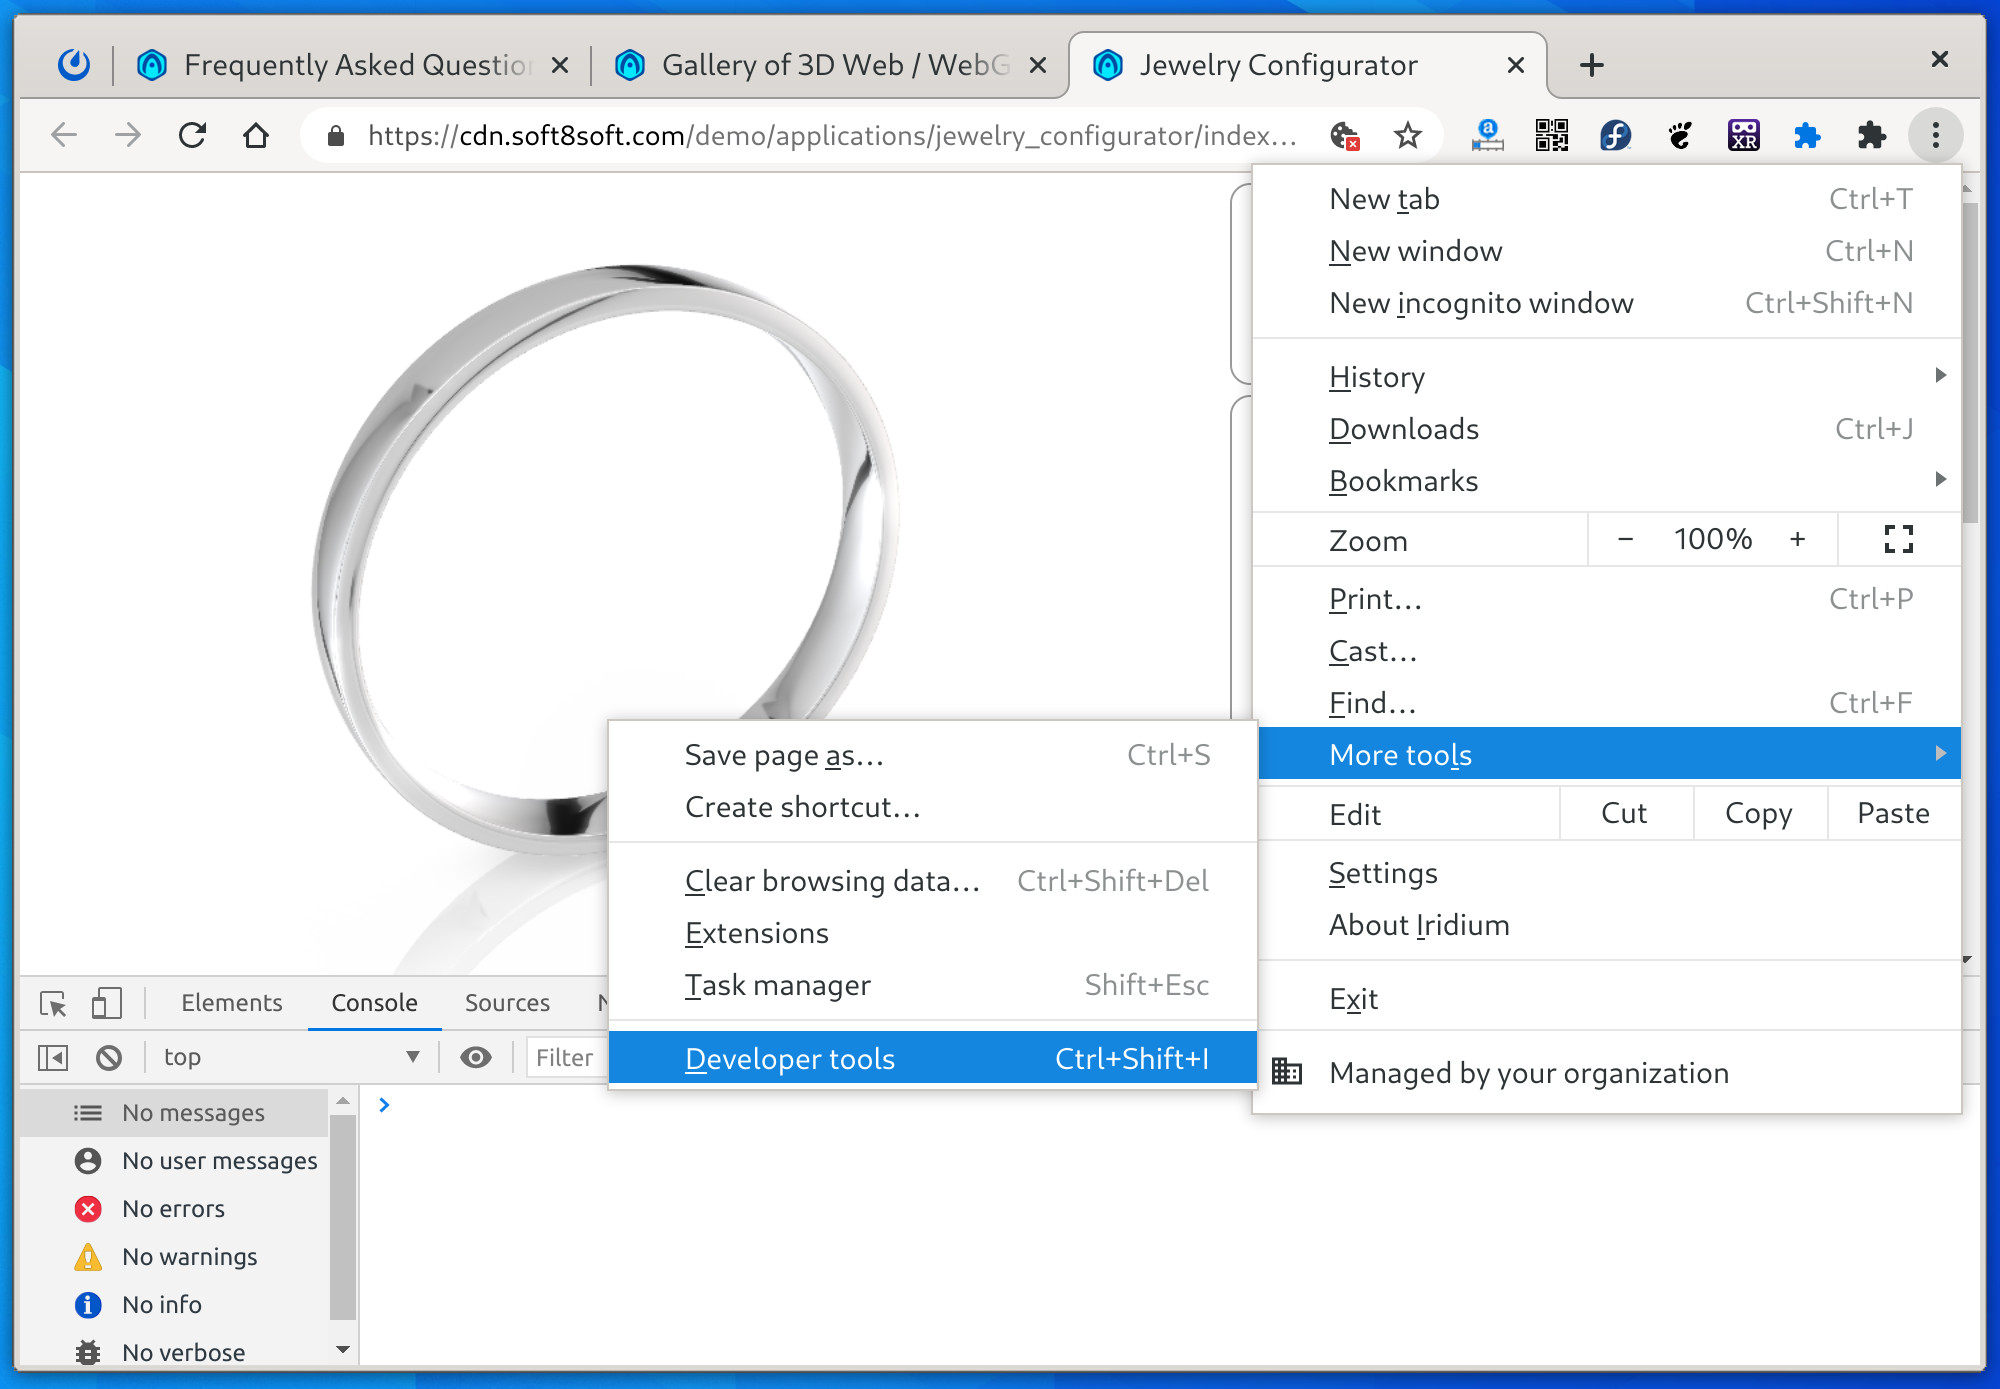 Frequently Asked Question
Gallery of 3D Web / WebG
Jewelry Configurator
https://cdn.soft8soft.com/demo/applications/jewelry_configurator/index…
a
XR
New tab Ctrl+T
New window Ctrl+N
New incognito window Ctrl+Shift+N
History
Downloads Ctrl+J
Bookmarks
Zoom − 100% +
Print… Ctrl+P
Cast…
Find… Ctrl+F
More tools
Edit Cut Copy Paste
Settings
About Iridium
Exit
Managed by your organization
Save page as… Ctrl+S
Create shortcut…
Clear browsing data… Ctrl+Shift+Del
Extensions
Task manager Shift+Esc
Developer tools Ctrl+Shift+I
Elements Console Sources
top Filter
No messages
No user messages
No errors
No warnings
No info
No verbose